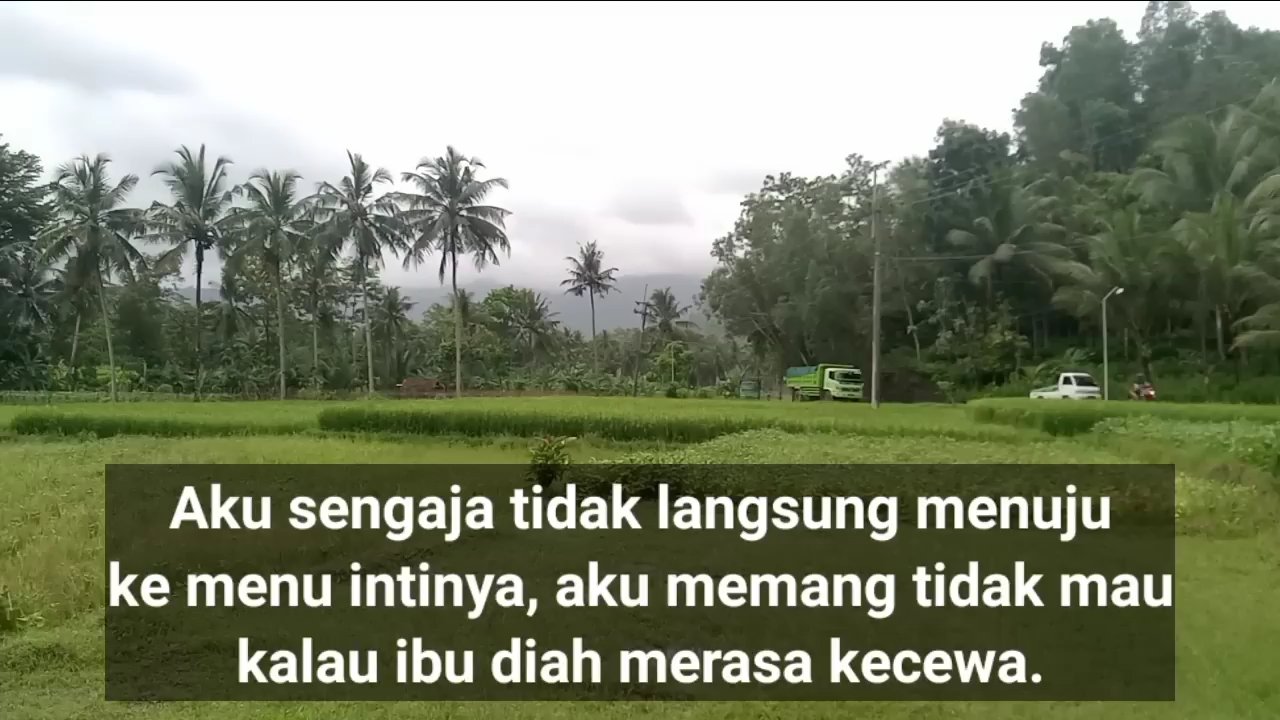 Aku sengaja tidak langsung menuju
ke menu intinya, aku memang tidak mau
kalau ibu diah merasa kecewa.